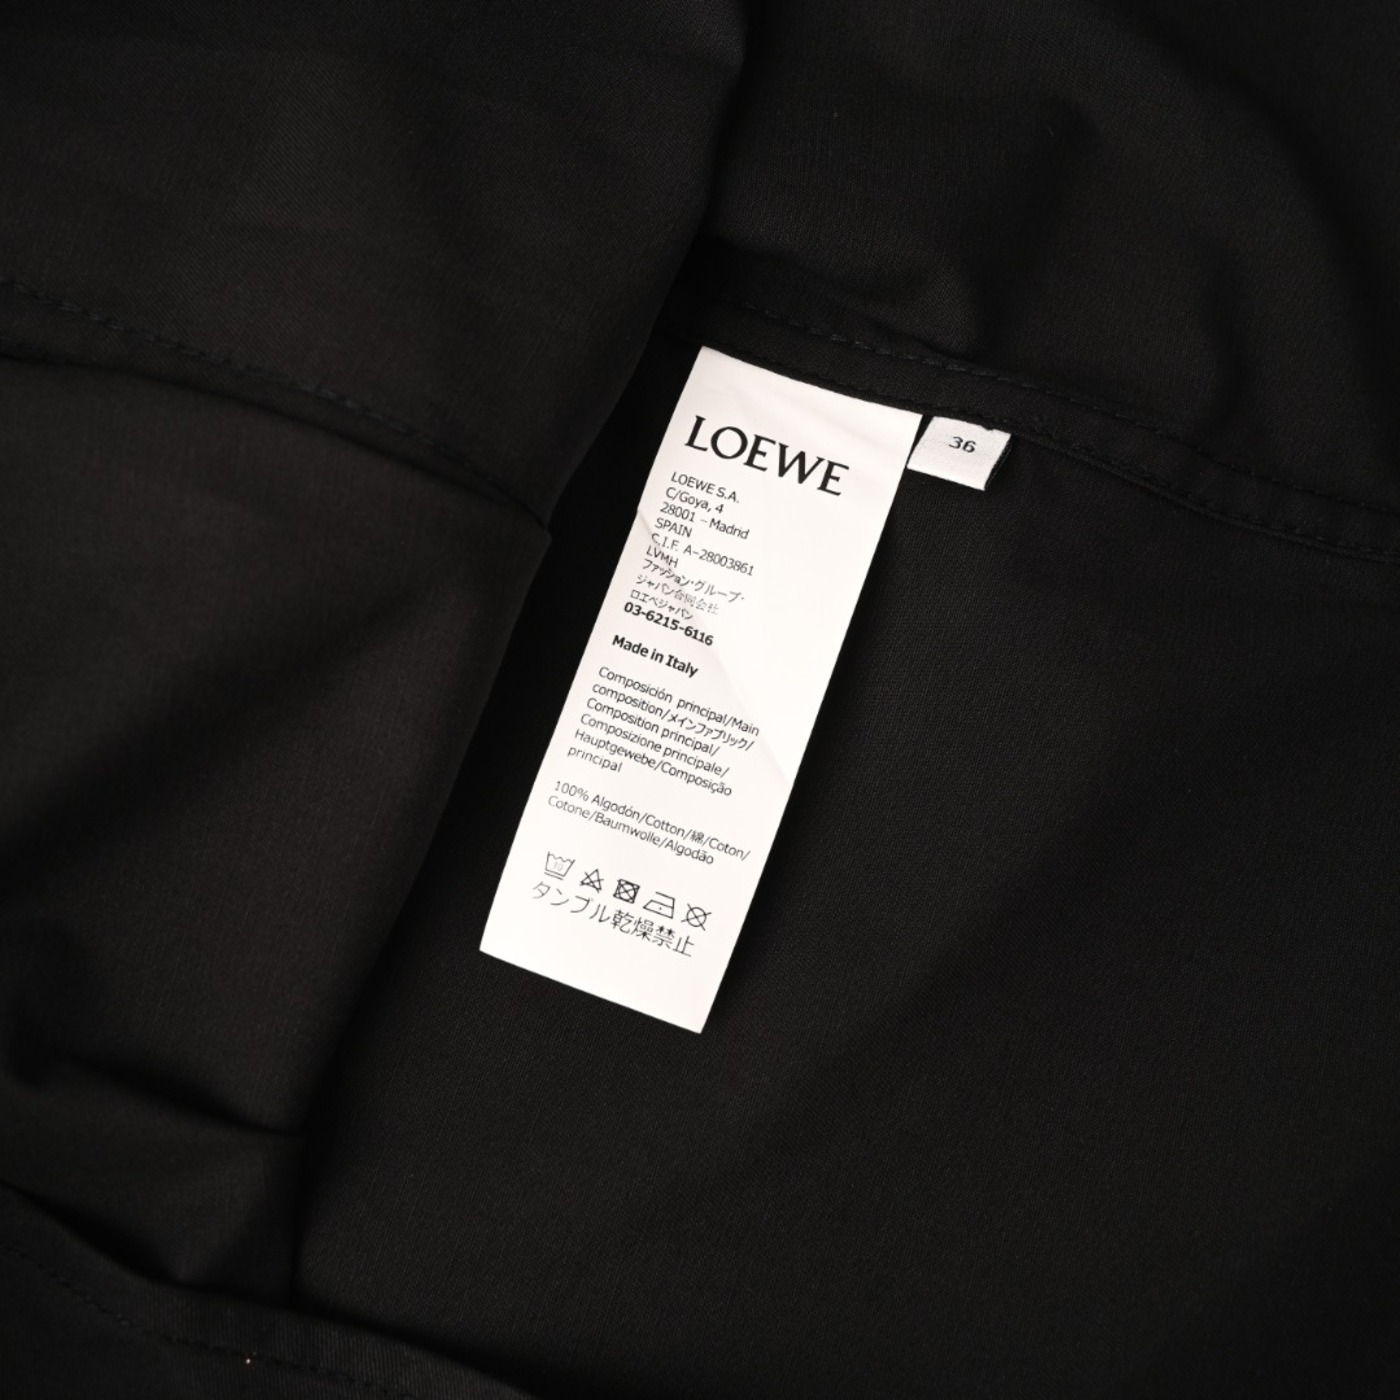 LOEWE
36
LOEWE S.A.
C/Goya, 4
28001 - Madrid
SPAIN
C.I.F. A-28003861
LVMH
ファッション・グループ・
ジャパン合同会社
ロエベジャパン
03-6215-6116
Made in Italy
Composición principal/Main
composition/メインファブリック/
Composition principal/
Composizione principale/
Hauptgewebe/Composição
principal
100% Algodón/Cotton/綿/Coton/
Cotone/Baumwolle/Algodão
タンブル乾燥禁止